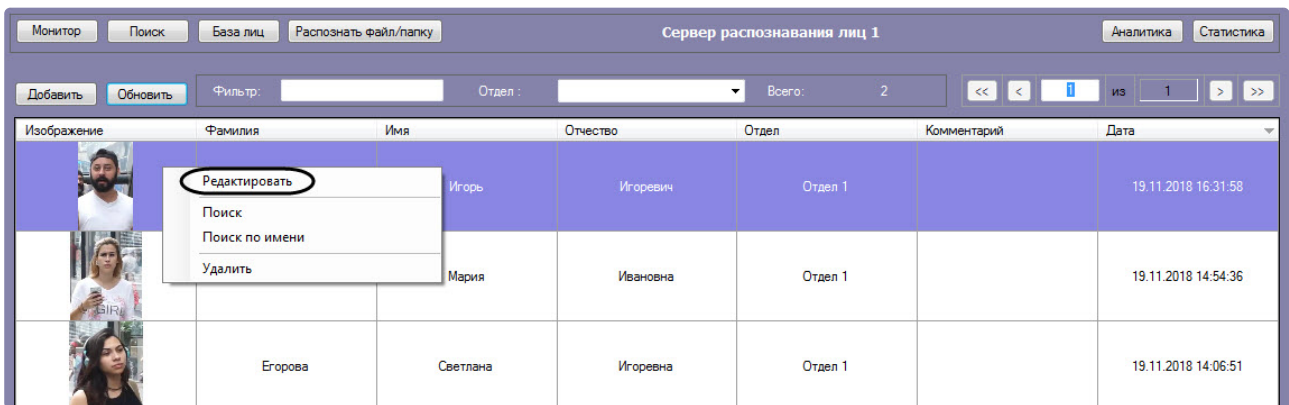 Монитор Поиск База лиц Распознать файл/папку Сервер распознавания лиц 1 Аналитика Статистика
Добавить Обновить Фильтр: Отдел : Всего: 2 << < 1 из 1 > >>
Изображение Фамилия Имя Отчество Отдел Комментарий Дата
Редактировать
Игорь Игоревич Отдел 1 19.11.2018 16:31:58
Поиск
Поиск по имени
Удалить
Мария Ивановна Отдел 1 19.11.2018 14:54:36
GIRL
Егорова Светлана Игоревна Отдел 1 19.11.2018 14:06:51